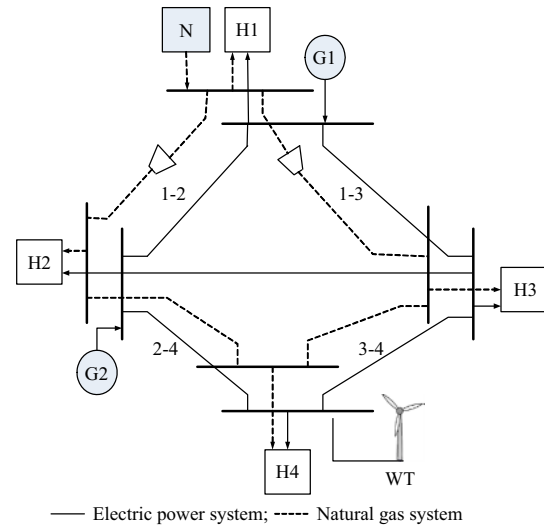 N
H1
G1
1-2
1-3
H2
H3
G2
2-4
3-4
H4
WT
Electric power system; Natural gas system